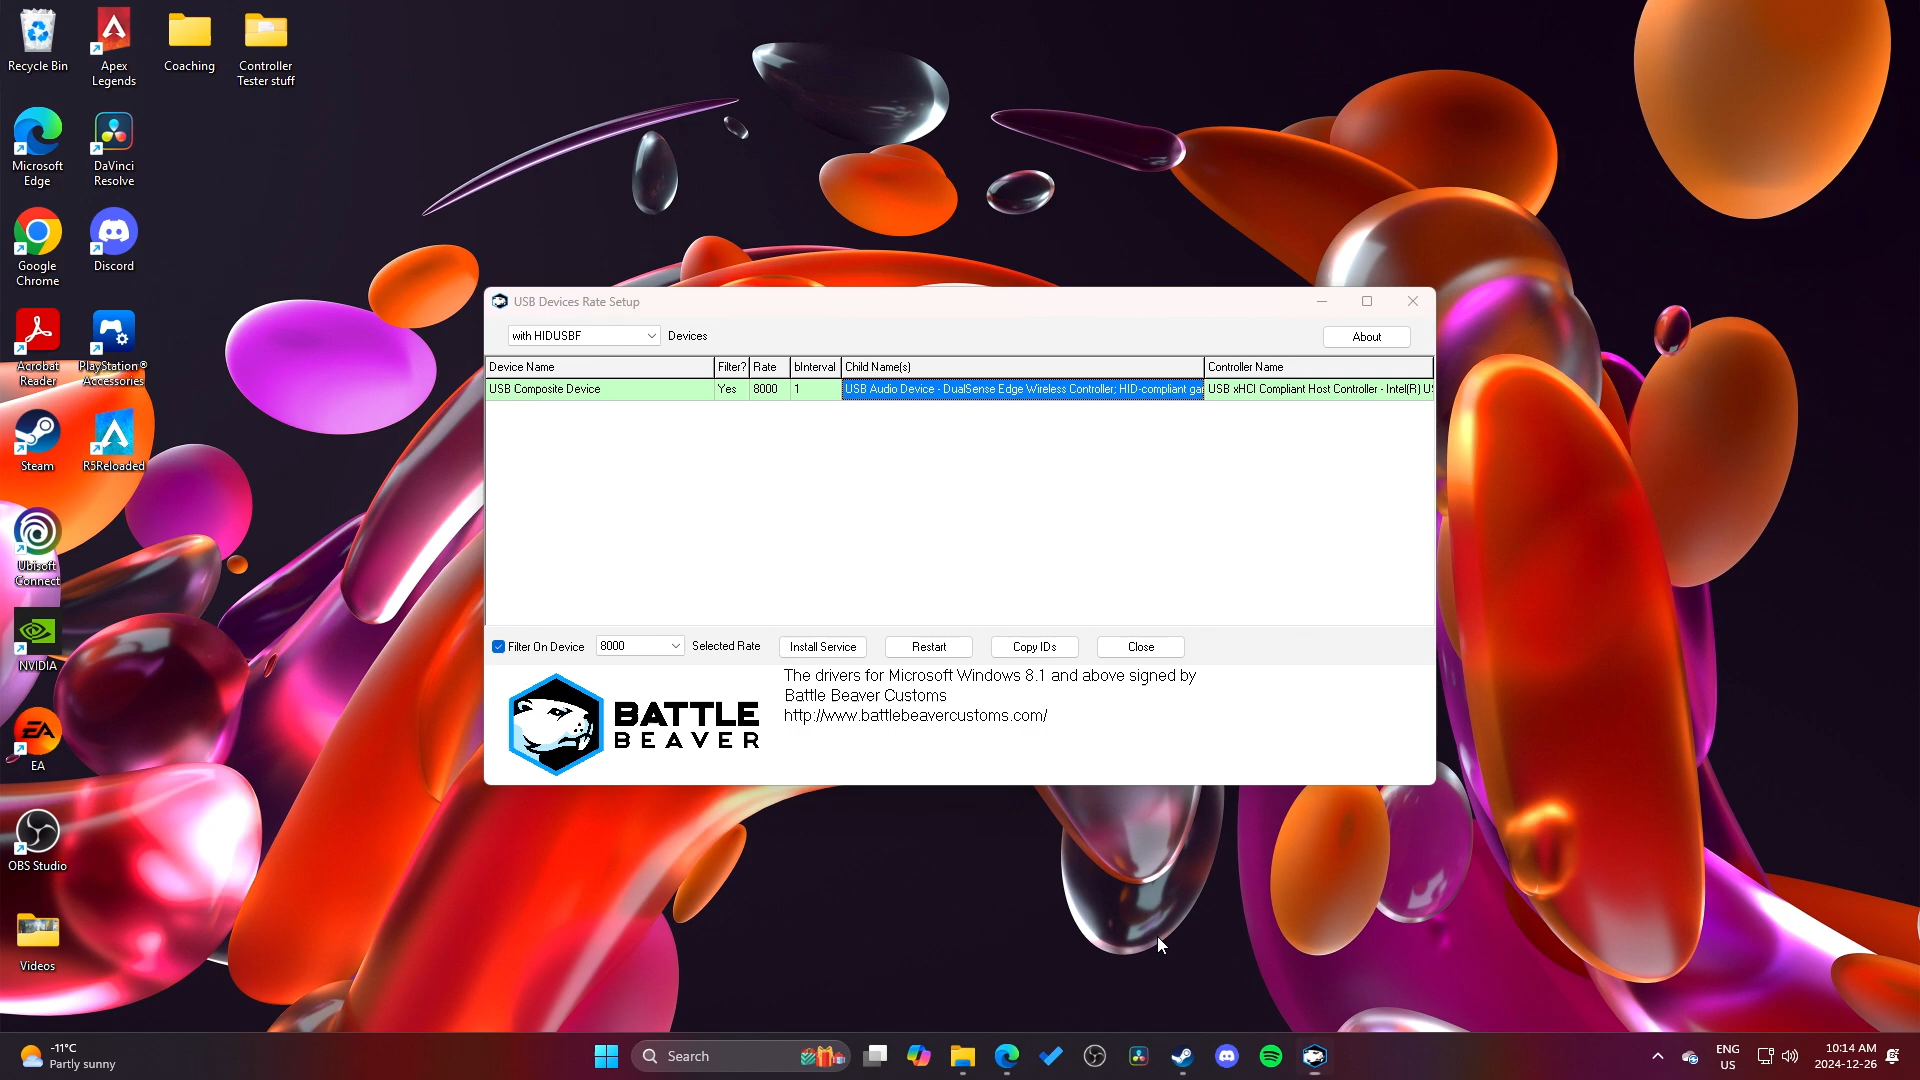 Recycle Bin
Apex
Legends
Coaching
Controller
Tester stuff
Microsoft
Edge
DaVinci
Resolve
Google
Chrome
Discord
Acrobat
Reader
PlayStation®
Accessories
Steam
R5Reloaded
Ubisoft
Connect
NVIDIA
EA
EA
OBS Studio
Videos
USB Devices Rate Setup
with HIDUSBF
Devices
About
Device Name
Filter?
Rate
bInterval
Child Name(s)
Controller Name
USB Composite Device
Yes
8000
1
USB Audio Device - DualSense Edge Wireless Controller; HID-compliant ga
USB xHCI Compliant Host Controller - Intel(R) U
Filter On Device
8000
Selected Rate
Install Service
Restart
Copy IDs
Close
BATTLE
BEAVER
The drivers for Microsoft Windows 8.1 and above signed by
Battle Beaver Customs
http://www.battlebeavercustoms.com/
-11°C
Partly sunny
Search
ENG
US
10:14 AM
2024-12-26